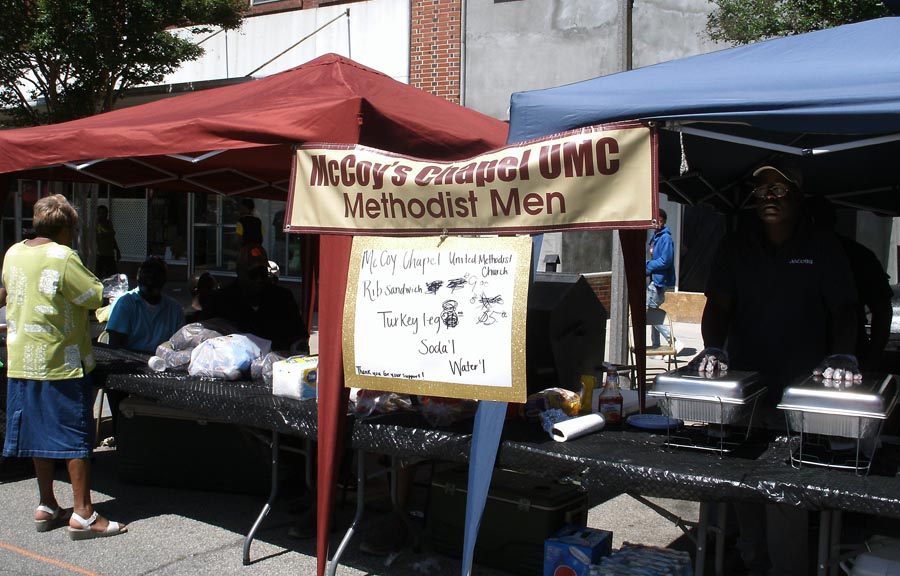 McCoy's Chapel UMC
Methodist Men
McCoy Chapel United Methodist
Church
Rib Sandwich
Turkey leg
Soda 1
Water 1
Thank you for your support!!